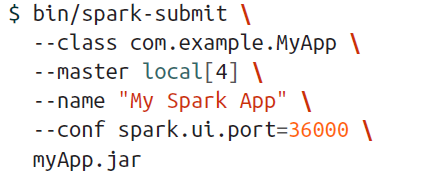 $ bin/spark-submit \
--class com.example.MyApp \
--master local[4] \
--name "My Spark App" \
--conf spark.ui.port=36000 \
myApp.jar